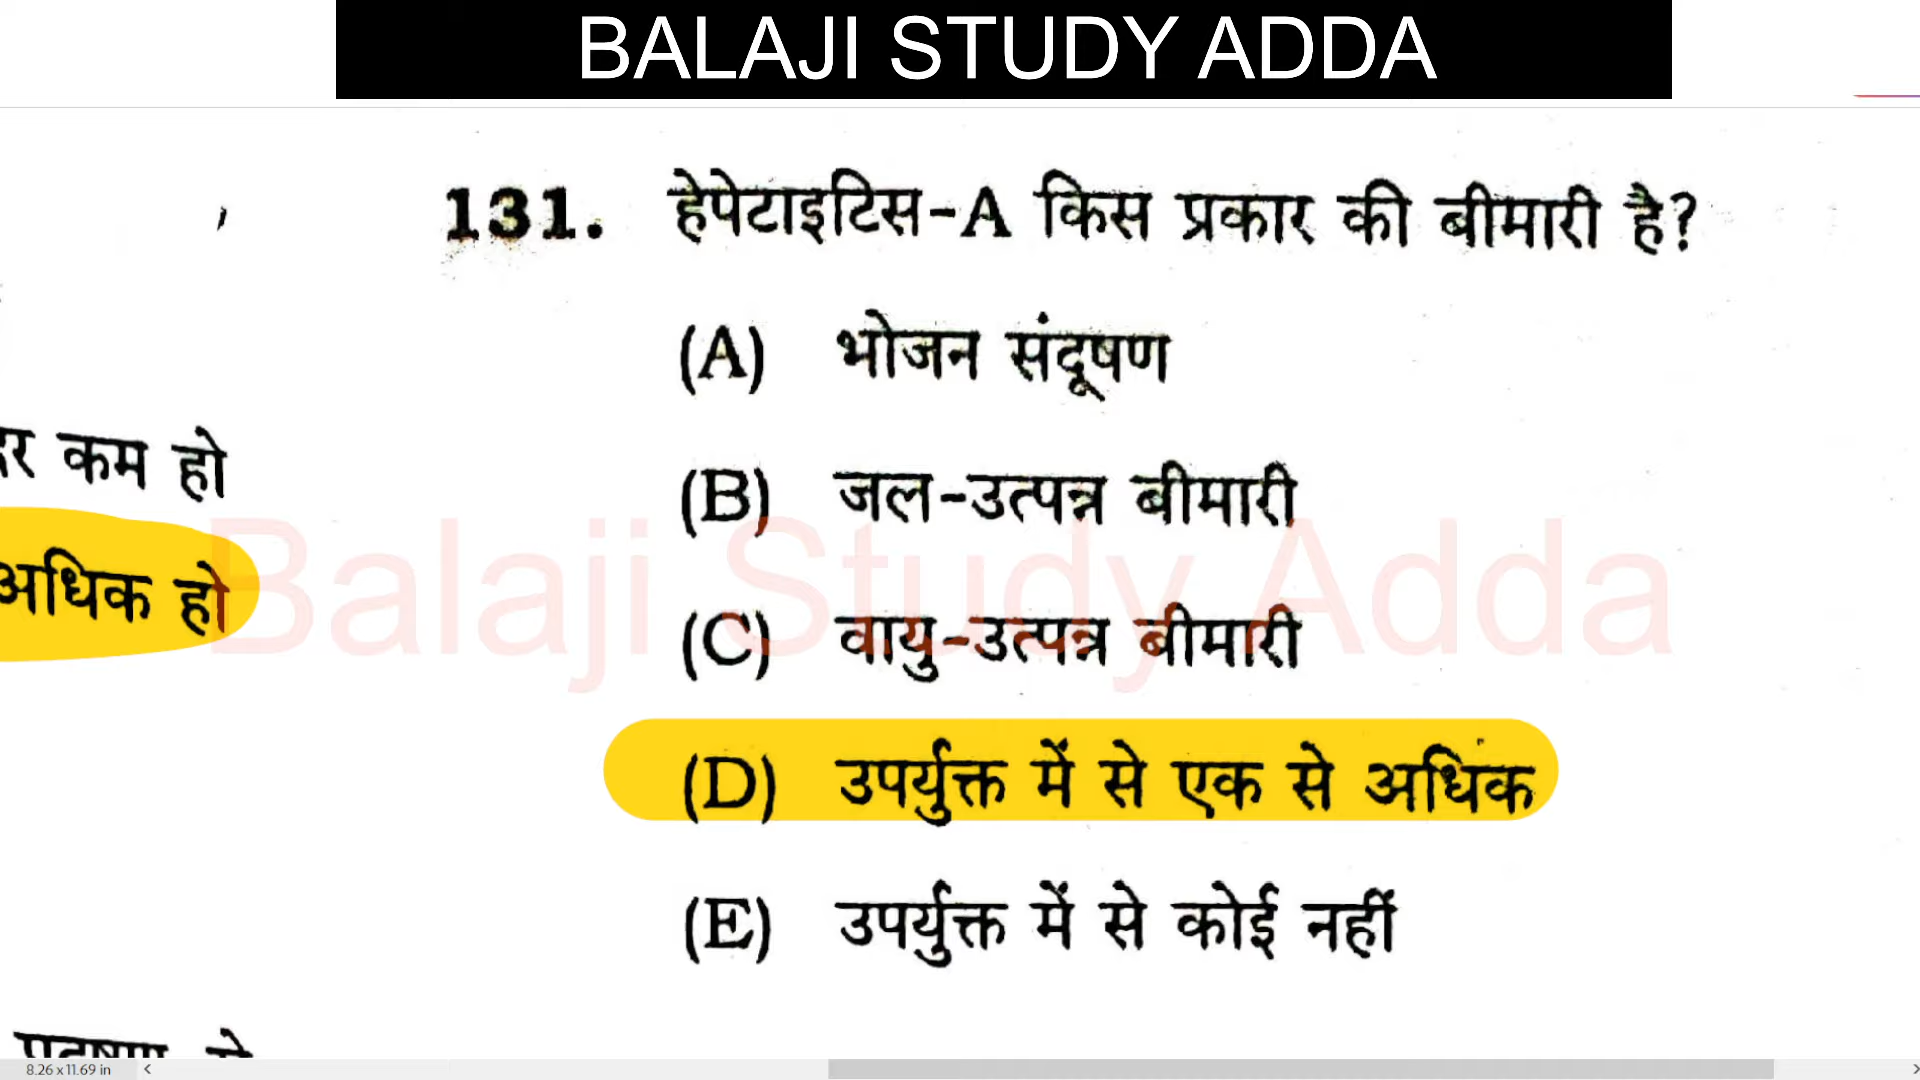 BALAJI STUDY ADDA
131. हेपेटाइटिस-A किस प्रकार की बीमारी है?
(A) भोजन संदूषण
कम हो
(B) जल-उत्पन्न बीमारी
अधिक हो
Balaji Study Adda
(C) वायु-उत्पन्न बीमारी
(D) उपर्युक्त में से एक से अधिक
(E) उपर्युक्त में से कोई नहीं
8.26 x 11.69 in